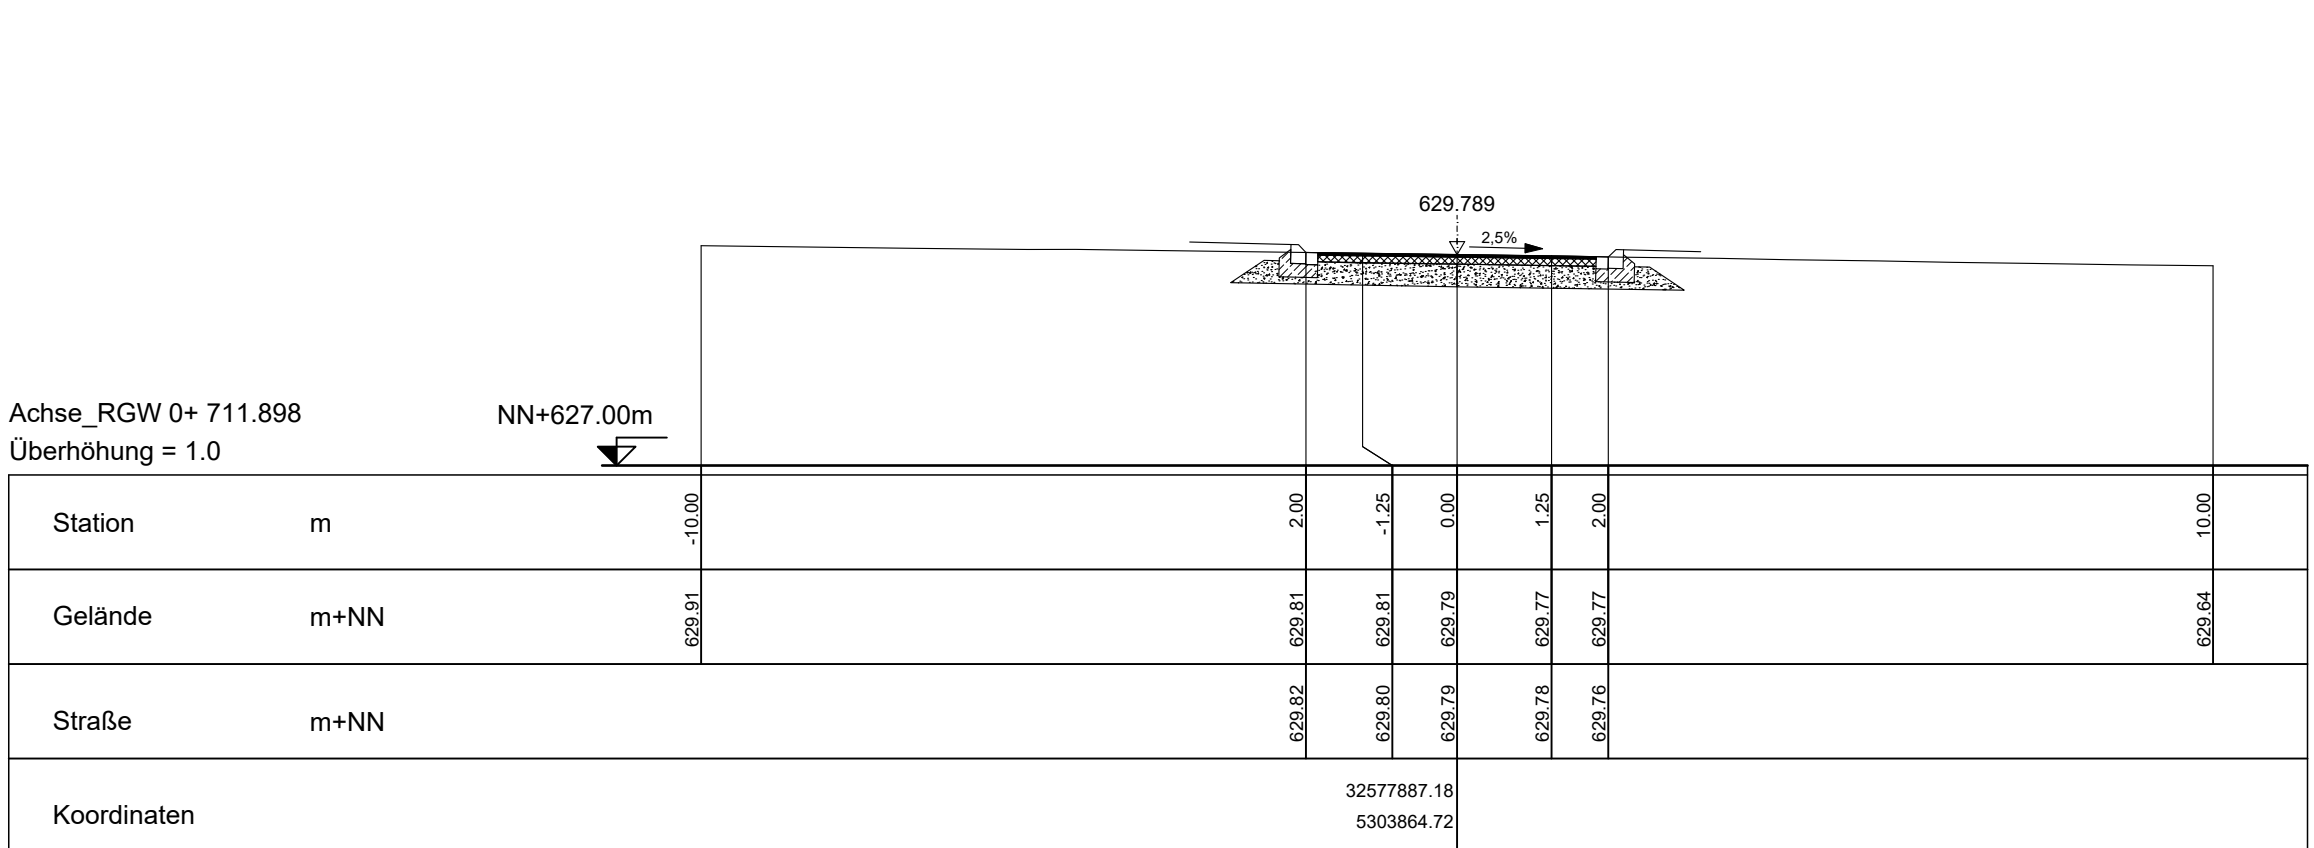 629.789
2,5%
Achse_RGW 0+ 711.898
NN+627.00m
Überhöhung = 1.0
Station m -10.00 2.00 -1.25 0.00 1.25 2.00 10.00
Gelände m+NN 629.91 629.81 629.81 629.79 629.77 629.77 629.64
Straße m+NN 629.82 629.80 629.79 629.78 629.76
Koordinaten
32577887.18
5303864.72